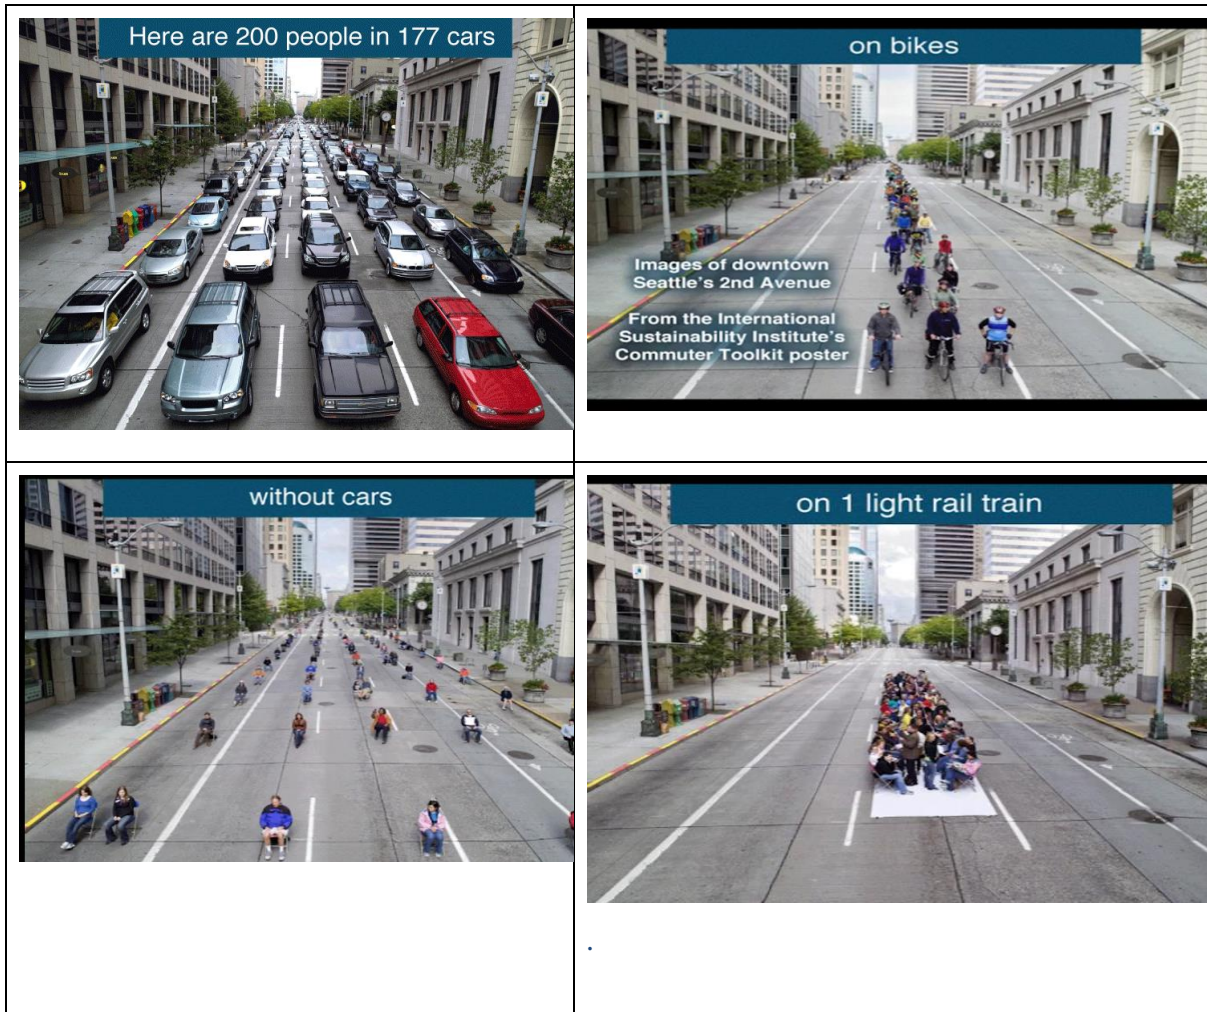 Here are 200 people in 177 cars
on bikes
Images of downtown
Seattle's 2nd Avenue
From the International
Sustainability Institute's
Commuter Toolkit poster
without cars
on 1 light rail train
.